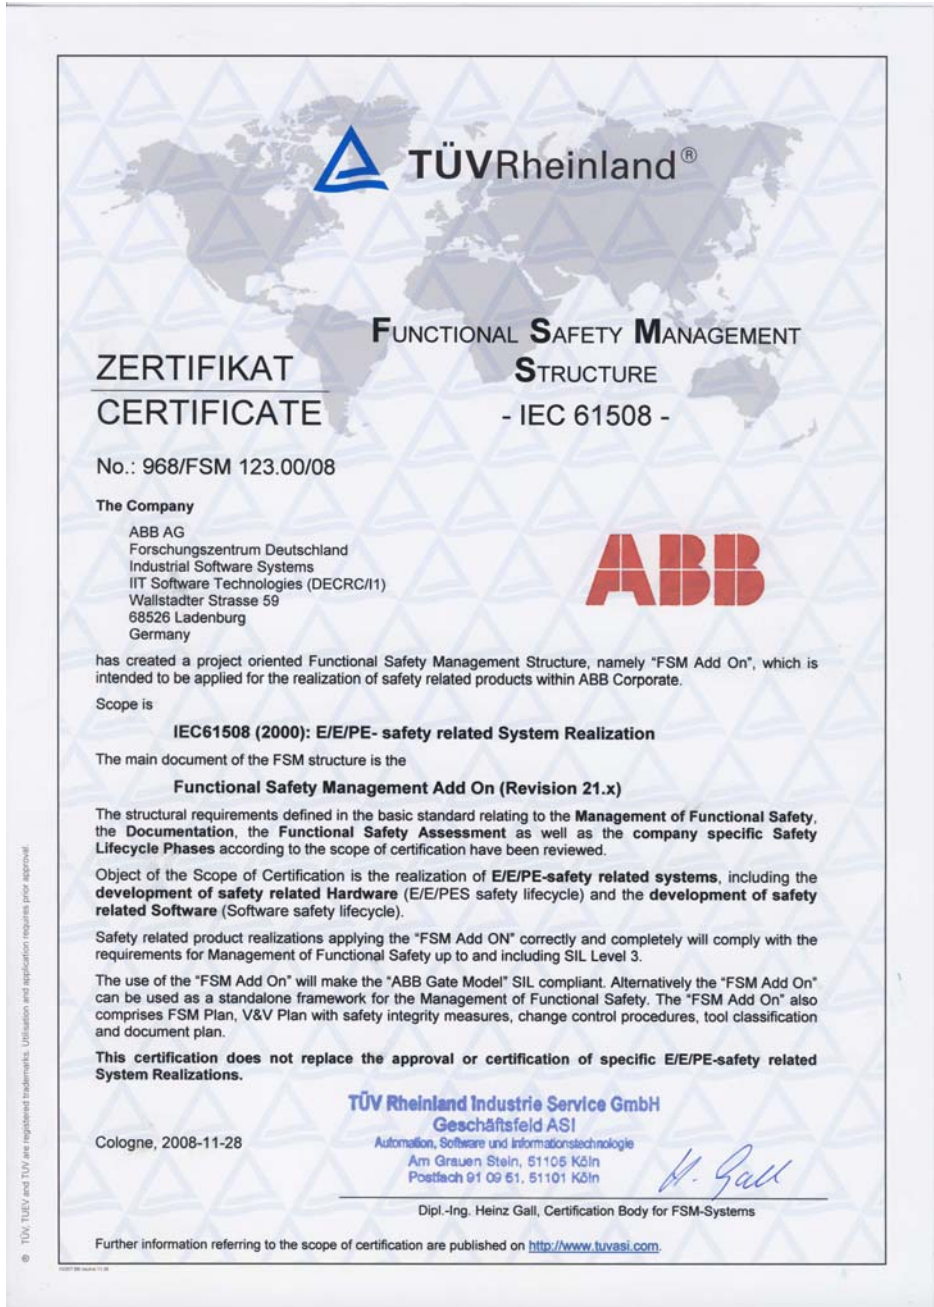 TÜVRheinland®
FUNCTIONAL SAFETY MANAGEMENT
STRUCTURE
- IEC 61508 -
ZERTIFIKAT
CERTIFICATE
No.: 968/FSM 123.00/08
The Company
ABB AG
Forschungszentrum Deutschland
Industrial Software Systems
IIT Software Technologies (DECRC/I1)
Wallstadter Strasse 59
68526 Ladenburg
Germany
ABB
has created a project oriented Functional Safety Management Structure, namely "FSM Add On", which is
intended to be applied for the realization of safety related products within ABB Corporate.
Scope is
IEC61508 (2000): E/E/PE- safety related System Realization
The main document of the FSM structure is the
Functional Safety Management Add On (Revision 21.x)
The structural requirements defined in the basic standard relating to the Management of Functional Safety,
the Documentation, the Functional Safety Assessment as well as the company specific Safety
Lifecycle Phases according to the scope of certification have been reviewed.
Object of the Scope of Certification is the realization of E/E/PE-safety related systems, including the
development of safety related Hardware (E/E/PES safety lifecycle) and the development of safety
related Software (Software safety lifecycle).
Safety related product realizations applying the "FSM Add ON" correctly and completely will comply with the
requirements for Management of Functional Safety up to and including SIL Level 3.
The use of the "FSM Add On" will make the "ABB Gate Model" SIL compliant. Alternatively the "FSM Add On"
can be used as a standalone framework for the Management of Functional Safety. The "FSM Add On" also
comprises FSM Plan, V&V Plan with safety integrity measures, change control procedures, tool classification
and document plan.
This certification does not replace the approval or certification of specific E/E/PE-safety related
System Realizations.
TÜV Rheinland Industrie Service GmbH
Geschäftsfeld ASI
Automation, Software und Informationstechnologie
Am Grauen Stein, 51105 Köln
Postfach 91 09 51, 51101 Köln
Cologne, 2008-11-28
H. Gall
Dipl.-Ing. Heinz Gall, Certification Body for FSM-Systems
Further information referring to the scope of certification are published on http://www.tuvasi.com.
® TÜV, TUEV and TUV are registered trademarks. Utilisation and application requires prior approval.